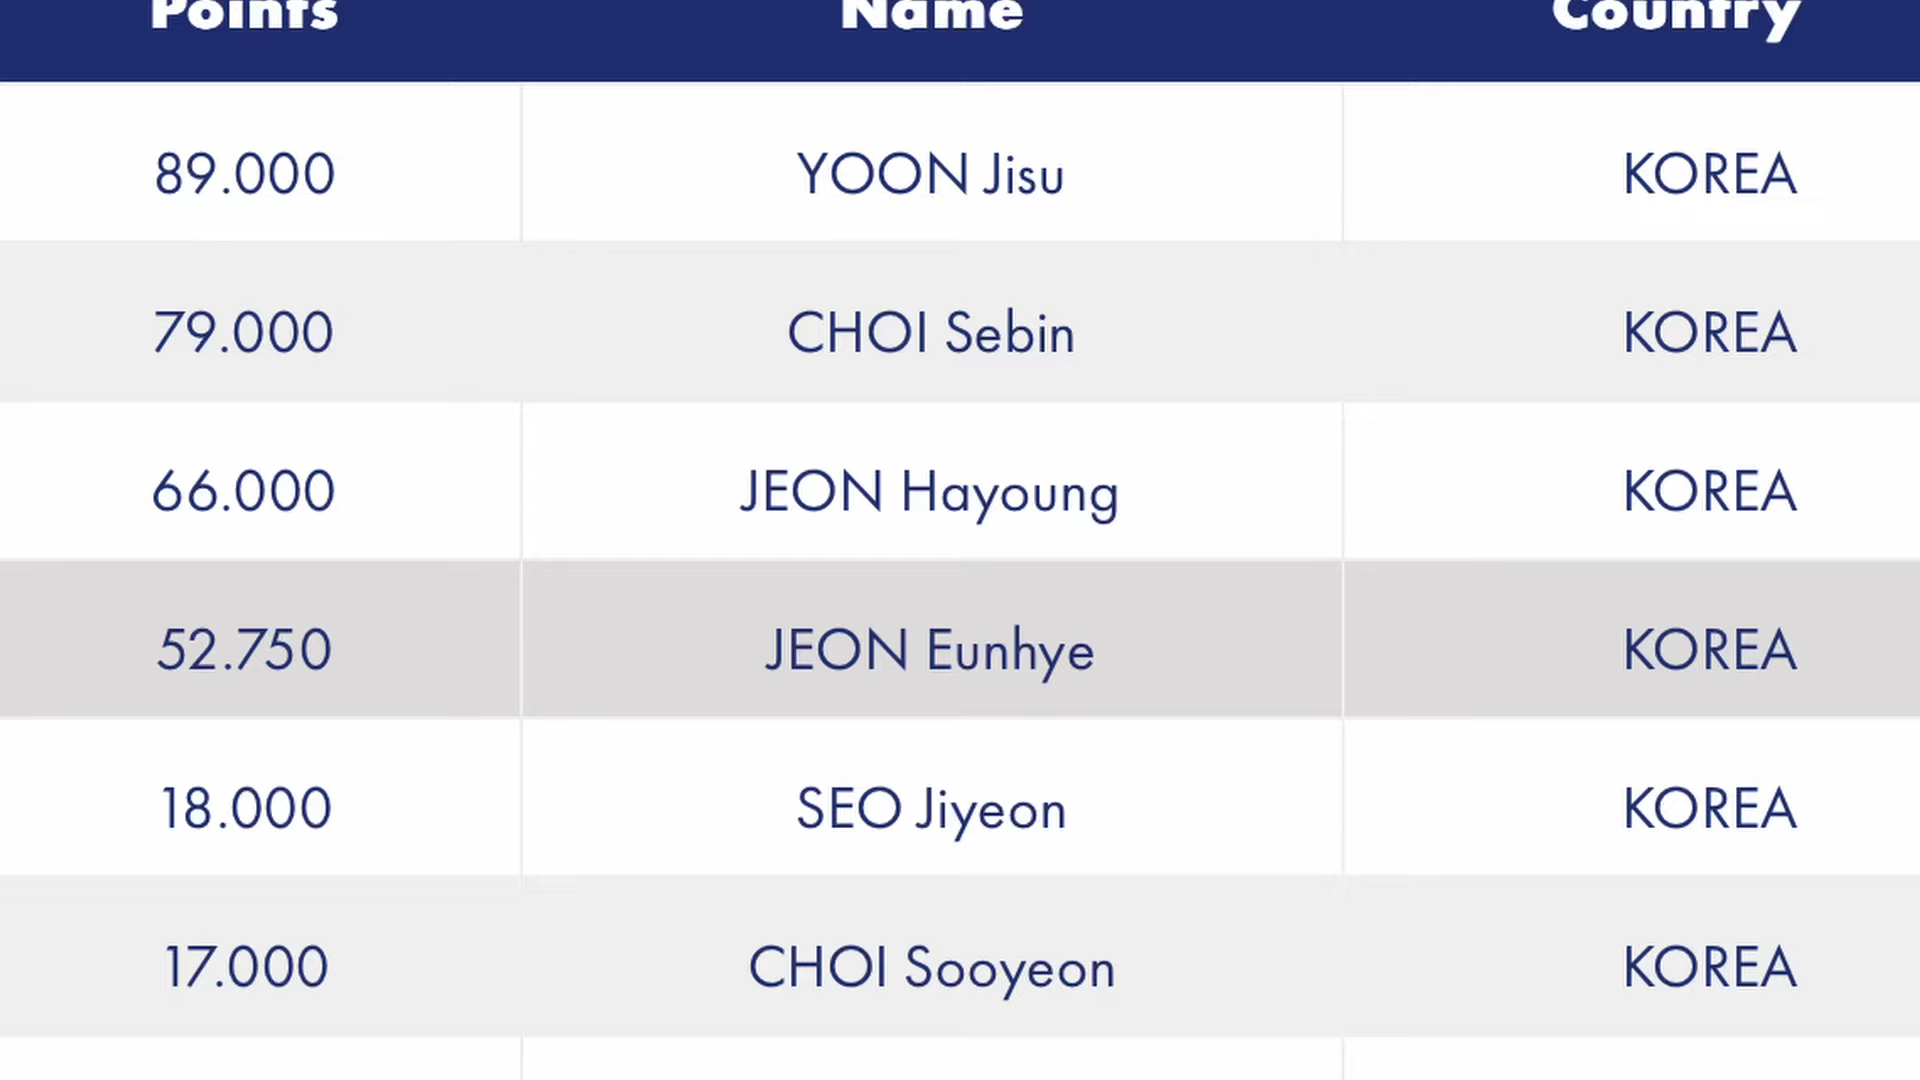 Points Name Country
89.000 YOON Jisu KOREA
79.000 CHOI Sebin KOREA
66.000 JEON Hayoung KOREA
52.750 JEON Eunhye KOREA
18.000 SEO Jiyeon KOREA
17.000 CHOI Sooyeon KOREA